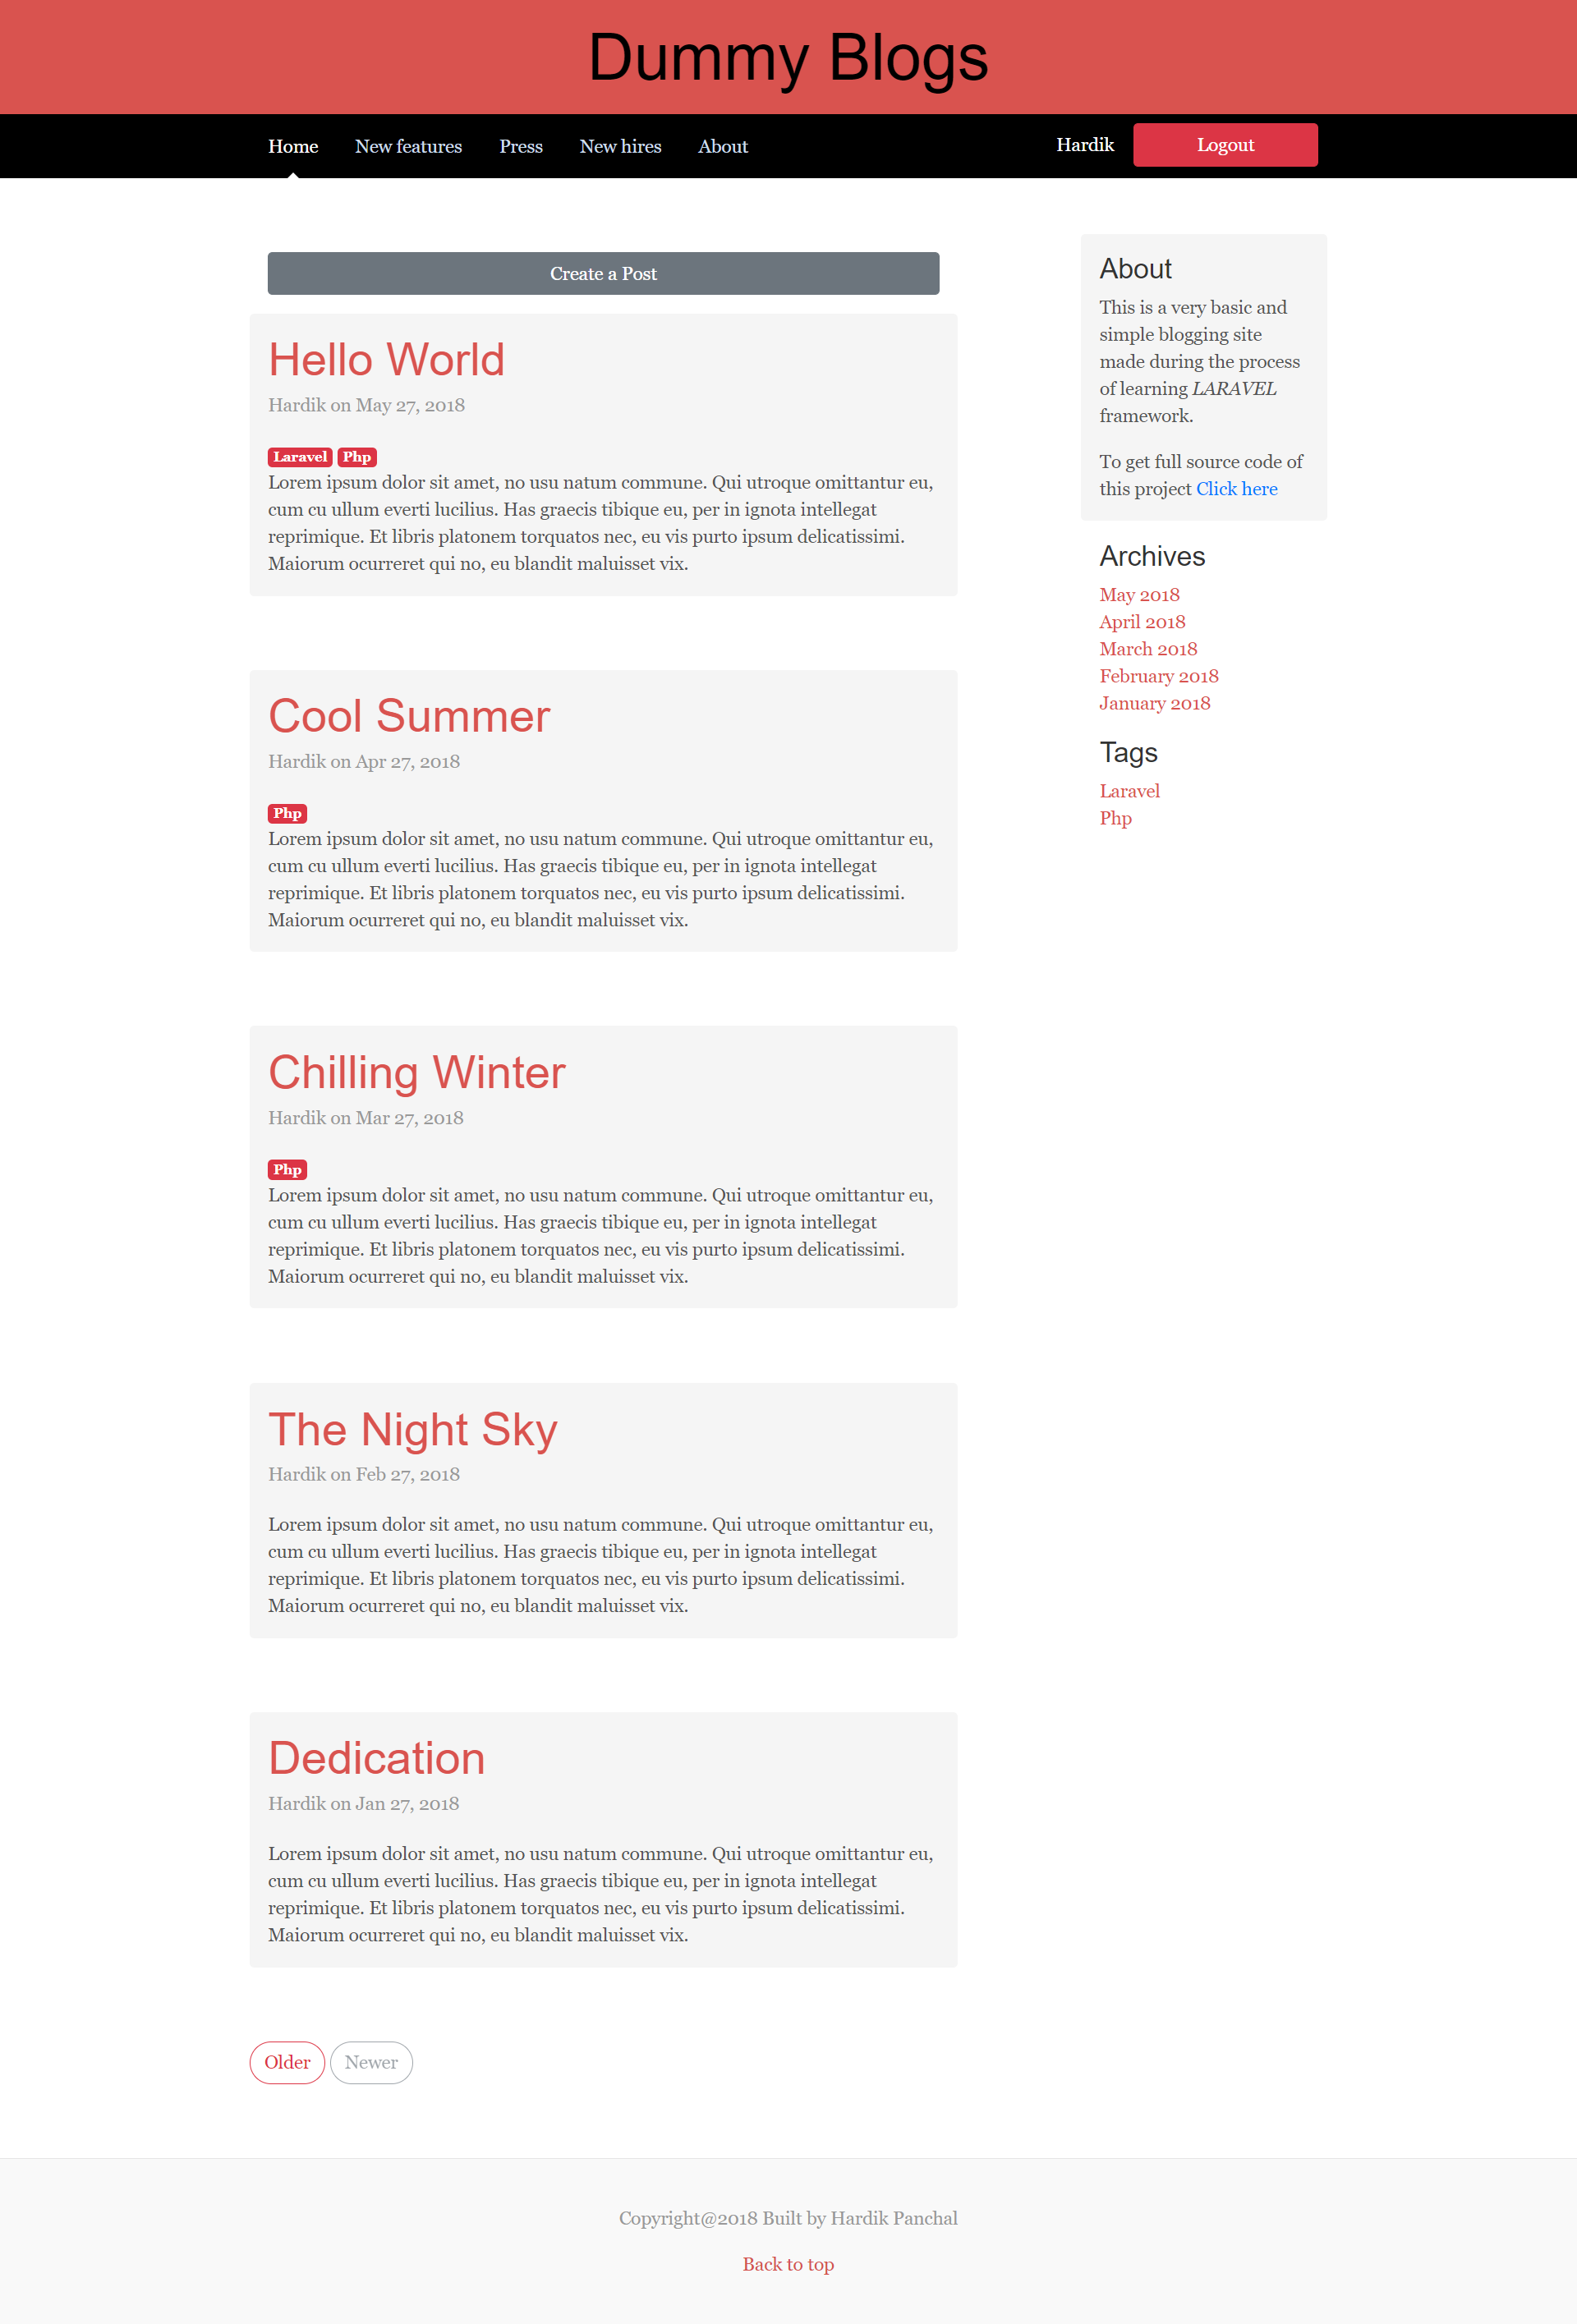 Dummy Blogs
Home New features Press New hires About Hardik Logout
Create a Post
Hello World
Hardik on May 27, 2018
Laravel Php
Lorem ipsum dolor sit amet, no usu natum commune. Qui utroque omittantur eu,
cum cu ullum everti lucilius. Has graecis tibique eu, per in ignota intellegat
reprimique. Et libris platonem torquatos nec, eu vis purto ipsum delicatissimi.
Maiorum ocurreret qui no, eu blandit maluisset vix.
Cool Summer
Hardik on Apr 27, 2018
Php
Lorem ipsum dolor sit amet, no usu natum commune. Qui utroque omittantur eu,
cum cu ullum everti lucilius. Has graecis tibique eu, per in ignota intellegat
reprimique. Et libris platonem torquatos nec, eu vis purto ipsum delicatissimi.
Maiorum ocurreret qui no, eu blandit maluisset vix.
Chilling Winter
Hardik on Mar 27, 2018
Php
Lorem ipsum dolor sit amet, no usu natum commune. Qui utroque omittantur eu,
cum cu ullum everti lucilius. Has graecis tibique eu, per in ignota intellegat
reprimique. Et libris platonem torquatos nec, eu vis purto ipsum delicatissimi.
Maiorum ocurreret qui no, eu blandit maluisset vix.
The Night Sky
Hardik on Feb 27, 2018
Lorem ipsum dolor sit amet, no usu natum commune. Qui utroque omittantur eu,
cum cu ullum everti lucilius. Has graecis tibique eu, per in ignota intellegat
reprimique. Et libris platonem torquatos nec, eu vis purto ipsum delicatissimi.
Maiorum ocurreret qui no, eu blandit maluisset vix.
Dedication
Hardik on Jan 27, 2018
Lorem ipsum dolor sit amet, no usu natum commune. Qui utroque omittantur eu,
cum cu ullum everti lucilius. Has graecis tibique eu, per in ignota intellegat
reprimique. Et libris platonem torquatos nec, eu vis purto ipsum delicatissimi.
Maiorum ocurreret qui no, eu blandit maluisset vix.
Older Newer
About
This is a very basic and
simple blogging site
made during the process
of learning LARAVEL
framework.
To get full source code of
this project Click here
Archives
May 2018
April 2018
March 2018
February 2018
January 2018
Tags
Laravel
Php
Copyright@2018 Built by Hardik Panchal
Back to top